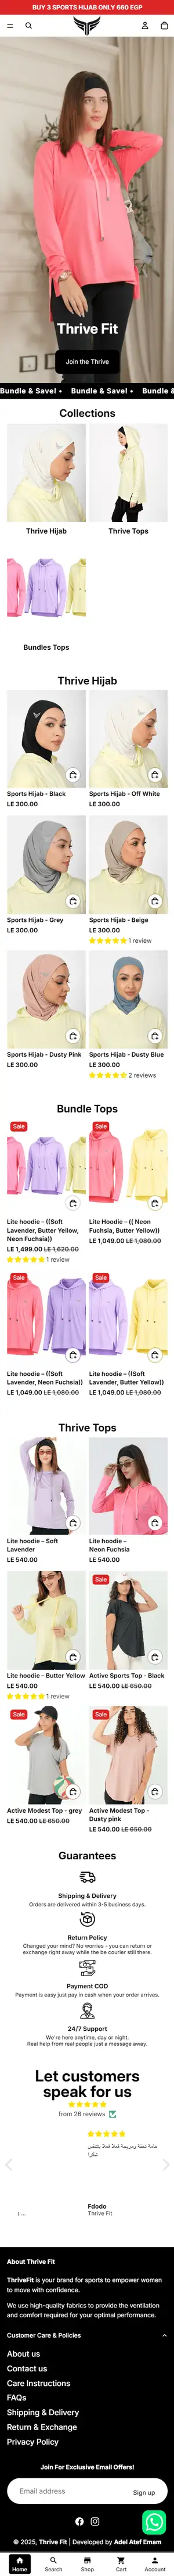 BUY 3 SPORTS HIJAB ONLY 660 EGP
Thrive Fit
Join the Thrive
Bundle & Save! • Bundle & Save! • Bundle &
Collections
Thrive Hijab
Thrive Tops
Bundles Tops
Thrive Hijab
Sports Hijab - Black
LE 300.00
Sports Hijab - Off White
LE 300.00
Sports Hijab - Grey
LE 300.00
Sports Hijab - Beige
LE 300.00
1 review
Sports Hijab - Dusty Pink
LE 300.00
Sports Hijab - Dusty Blue
LE 300.00
2 reviews
Bundle Tops
Sale
Lite hoodie – ((Soft
Lavender, Butter Yellow,
Neon Fuchsia))
LE 1,499.00 LE 1,620.00
1 review
Sale
Lite Hoodie – (( Neon
Fuchsia, Butter Yellow))
LE 1,049.00 LE 1,080.00
Sale
Lite hoodie – ((Soft
Lavender, Neon Fuchsia))
LE 1,049.00 LE 1,080.00
Sale
Lite hoodie – ((Soft
Lavender, Butter Yellow))
LE 1,049.00 LE 1,080.00
Thrive Tops
Lite hoodie – Soft
Lavender
LE 540.00
Lite hoodie –
Neon Fuchsia
LE 540.00
Lite hoodie – Butter Yellow
LE 540.00
1 review
Sale
Active Sports Top - Black
LE 540.00 LE 650.00
Sale
Active Modest Top - grey
LE 540.00 LE 650.00
Sale
Active Modest Top -
Dusty pink
LE 540.00 LE 650.00
Guarantees
Shipping & Delivery
Orders are delivered within 3-5 business days.
Return Policy
Changed your mind? No worries - you can return or
exchange right away while the be courier still there.
Payment COD
Payment is easy just pay in cash when your order arrives.
24/7 Support
We're here anytime, day or night.
Real help from real people just a message away.
Let customers
speak for us
from 26 reviews
خامة تحفة ومريحة فعلا فعلا بتتنفس
شكرا
Fdodo
Thrive Fit
About Thrive Fit
ThriveFit is your brand for sports to empower women
to move with confidence.
We use high-quality fabrics to provide the ventilation
and comfort required for your optimal performance.
Customer Care & Policies
About us
Contact us
Care Instructions
FAQs
Shipping & Delivery
Return & Exchange
Privacy Policy
Join For Exclusive Email Offers!
Email address
Sign up
© 2025, Thrive Fit | Developed by Adel Atef Emam
Home
Search
Shop
Cart
Account